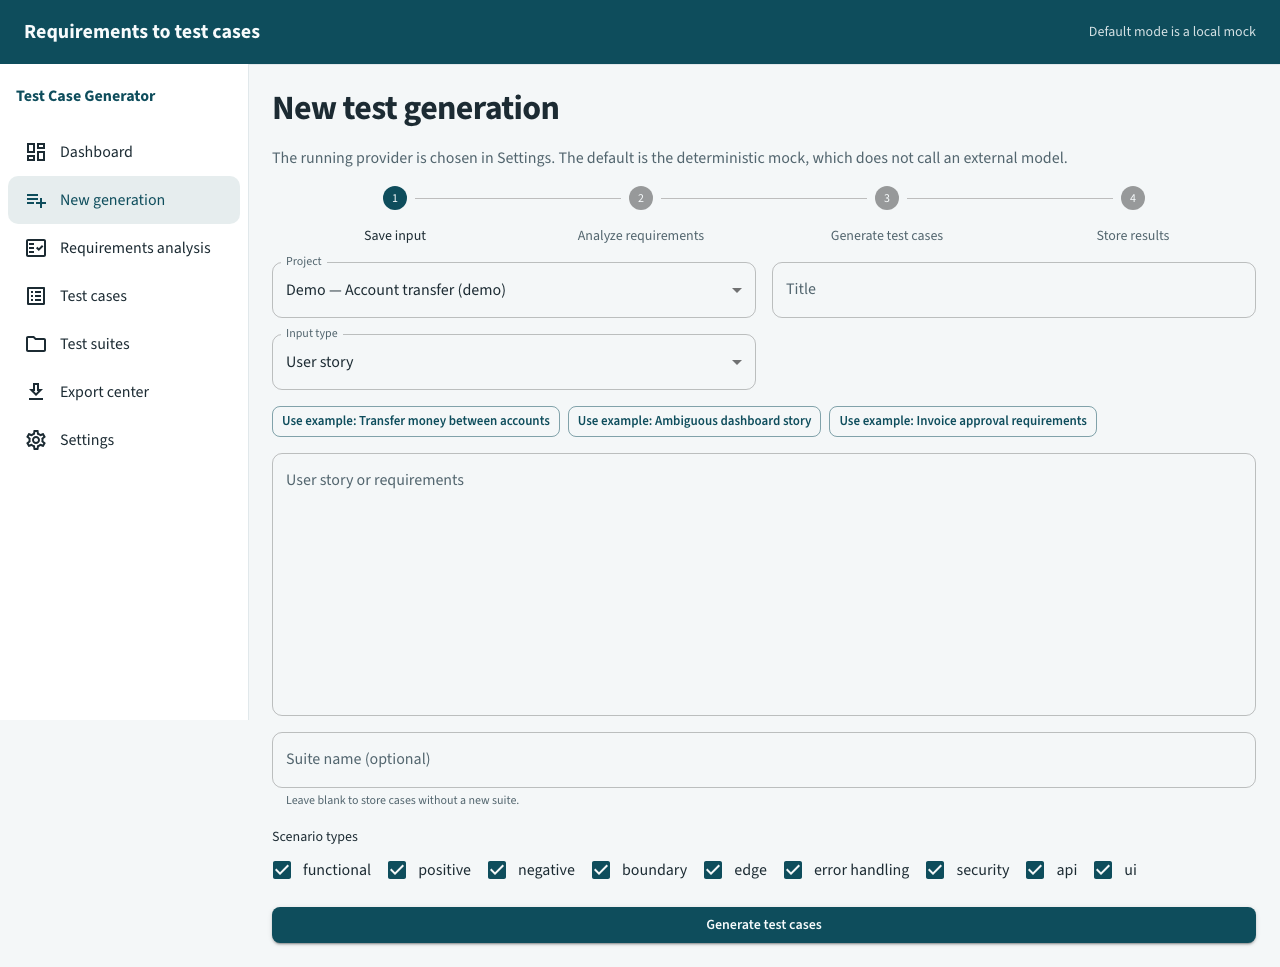 Requirements to test cases
Default mode is a local mock
Test Case Generator
Dashboard
New generation
Requirements analysis
Test cases
Test suites
Export center
Settings
New test generation
The running provider is chosen in Settings. The default is the deterministic mock, which does not call an external model.
1
2
3
4
Save input
Analyze requirements
Generate test cases
Store results
Project
Demo — Account transfer (demo)
Title
Input type
User story
Use example: Transfer money between accounts
Use example: Ambiguous dashboard story
Use example: Invoice approval requirements
User story or requirements
Suite name (optional)
Leave blank to store cases without a new suite.
Scenario types
functional
positive
negative
boundary
edge
error handling
security
api
ui
Generate test cases